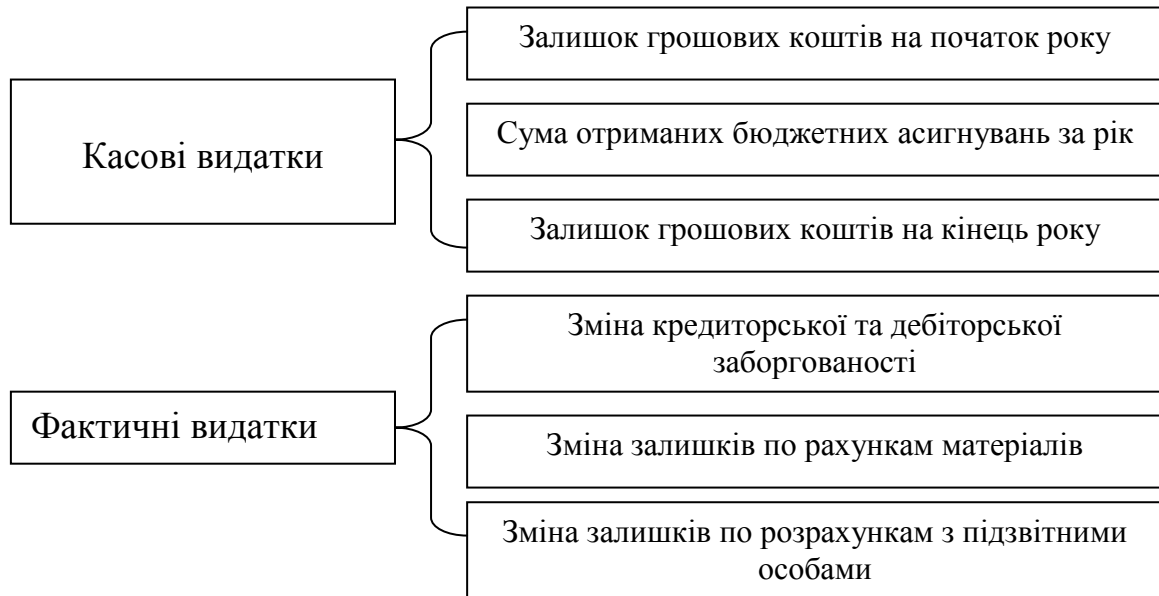 Касові видатки
Залишок грошових коштів на початок року
Сума отриманих бюджетних асигнувань за рік
Залишок грошових коштів на кінець року
Фактичні видатки
Зміна кредиторської та дебіторської
заборгованості
Зміна залишків по рахункам матеріалів
Зміна залишків по розрахункам з підзвітними
особами